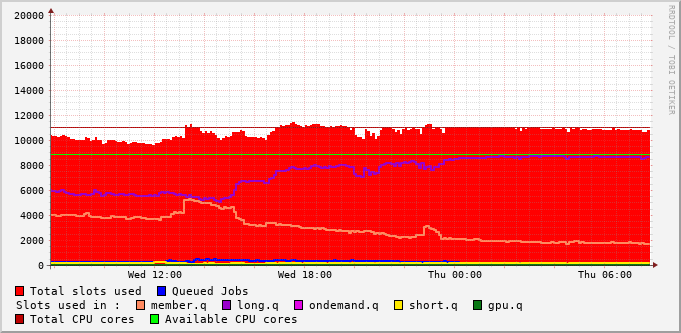 20000
18000
16000
14000
12000
10000
8000
6000
4000
2000
0
Wed 12:00 Wed 18:00 Thu 00:00 Thu 06:00
Total slots used Queued Jobs
Slots used in : member.q long.q ondemand.q short.q gpu.q
Total CPU cores Available CPU cores
RRDTOOL / TOBI OETIKER